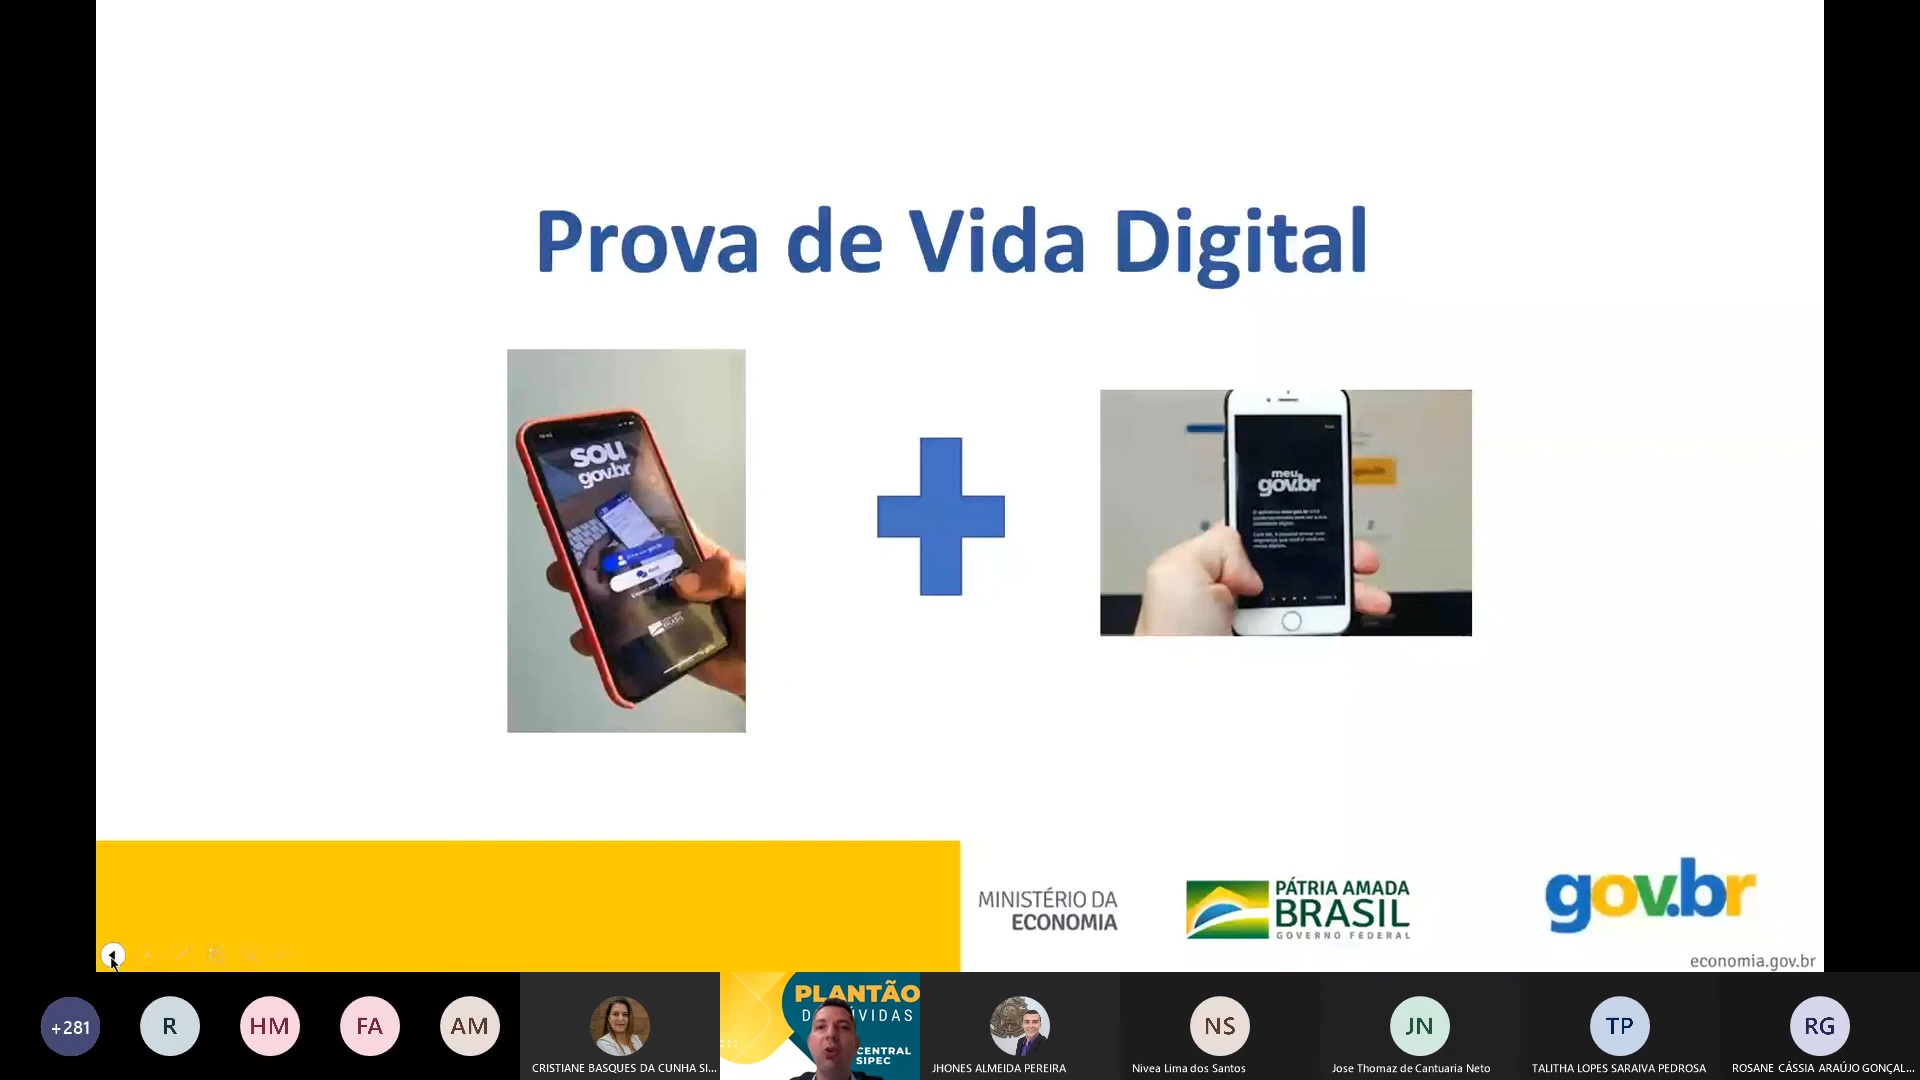 Prova de Vida Digital
sou
gov.br
BRASIL
meu
gov.br
MINISTÉRIO DA
ECONOMIA
PÁTRIA AMADA
BRASIL
GOVERNO FEDERAL
gov.br
economia.gov.br
+281
R
HM
FA
AM
CRISTIANE BASQUES DA CUNHA SI...
PLANTÃO
CENTRAL
SIPEC
JHONES ALMEIDA PEREIRA
NS
Nivea Lima dos Santos
JN
Jose Thomaz de Cantuaria Neto
TP
TALITHA LOPES SARAIVA PEDROSA
RG
ROSANE CÁSSIA ARAÚJO GONÇAL...